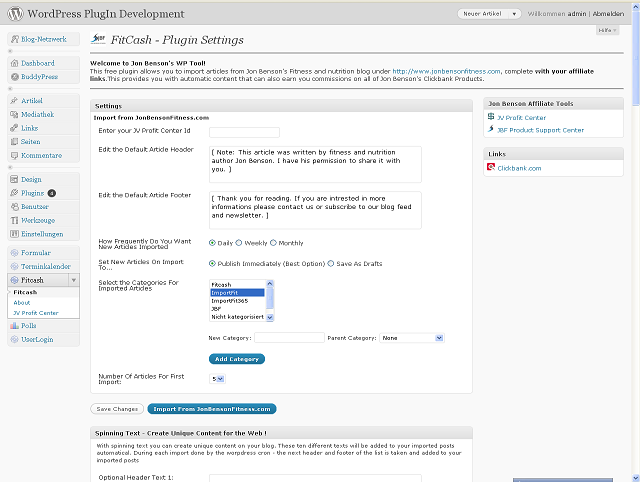 WordPress PlugIn Development
Neuer Artikel
Willkommen admin | Abmelden
Hilfe
Blog-Netzwerk
Dashboard
BuddyPress
Artikel
Mediathek
Links
Seiten
Kommentare
Design
Plugins 4
Benutzer
Werkzeuge
Einstellungen
Formular
Terminkalender
Fitcash
Fitcash
About
JV Profit Center
Polls
UserLogin
JBF FitCash - Plugin Settings
Welcome to Jon Benson's WP Tool!
This free plugin allows you to import articles from Jon Benson's Fitness and nutrition blog under http://www.jonbensonfitness.com, complete with your affiliate
links.This provides you with automatic content that can also earn you commissions on all of Jon Benson's Clickbank Products.
Settings
Import from JonBensonFitness.com
Enter your JV Profit Center Id
Edit the Default Article Header
[ Note: This article was written by fitness and nutrition
author Jon Benson. I have his permission to share it with
you. ]
Edit the Default Article Footer
[ Thank you for reading. If you are intrested in more
informations please contact us or subscribe to our blog feed
and newsletter. ]
How Frequently Do You Want
New Articles Imported
Daily Weekly Monthly
Set New Articles On Import
To...
Publish Immediately (Best Option) Save As Drafts
Select the Categories For
Imported Articles
Fitcash
ImportFit
ImportFit365
JBF
Nicht kategorisiert
New Category: Parent Category: None
Add Category
Number Of Articles For First
Import:
5
Save Changes Import From JonBensonFitness.com
Spinning Text - Create Unique Content for the Web !
With spinning text you can create unique content on your blog. These ten different texts will be added to your imported posts
automatical. During each import done by the worpdress cron - the next header and footer of the list is taken and added to your
imported posts
Optional Header Text 1:
Jon Benson Affiliate Tools
JV Profit Center
JBF Product Support Center
Links
Clickbank.com